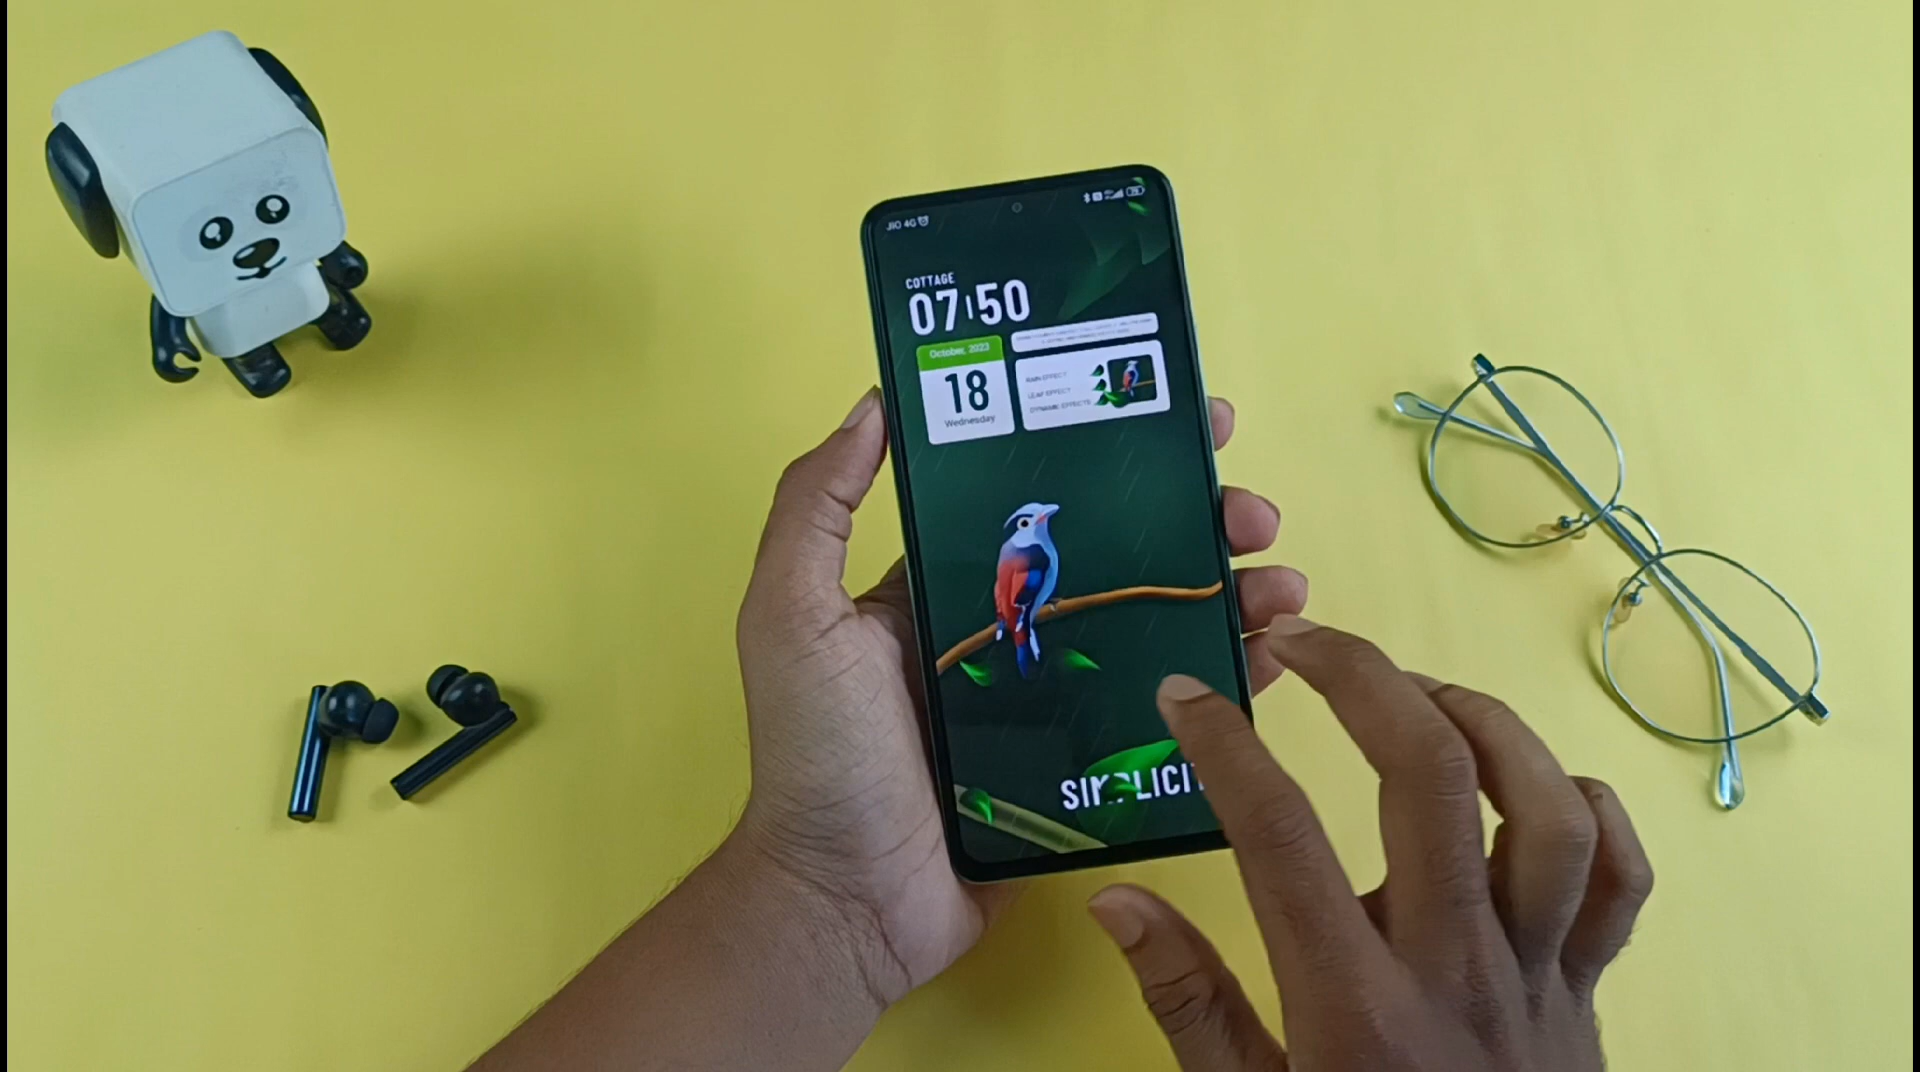 JIO 4G
COTTAGE
07 50
October, 2023
18
Wednesday
RAIN EFFECT
LEAF EFFECT
DYNAMIC EFFECTS
SIMPLICIT